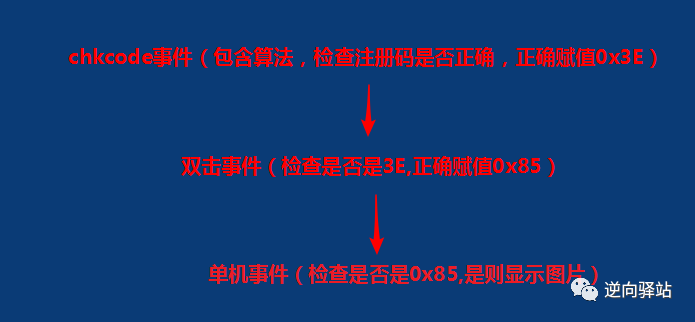 chkcode事件（包含算法，检查注册码是否正确，正确赋值0x3E）
双击事件（检查是否是3E,正确赋值0x85）
单机事件（检查是否是0x85,是则显示图片）
逆向驿站